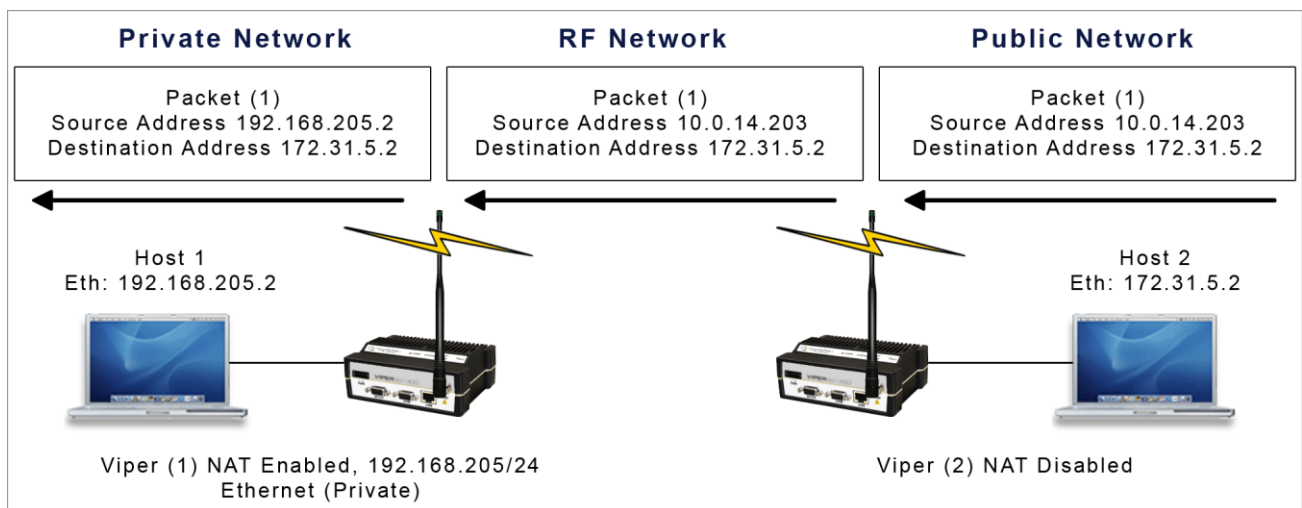 Private Network
RF Network
Public Network
Packet (1)
Source Address 192.168.205.2
Destination Address 172.31.5.2
Packet (1)
Source Address 10.0.14.203
Destination Address 172.31.5.2
Packet (1)
Source Address 10.0.14.203
Destination Address 172.31.5.2
Host 1
Eth: 192.168.205.2
Host 2
Eth: 172.31.5.2
VIPER
VIPER
Viper (1) NAT Enabled, 192.168.205/24
Ethernet (Private)
Viper (2) NAT Disabled